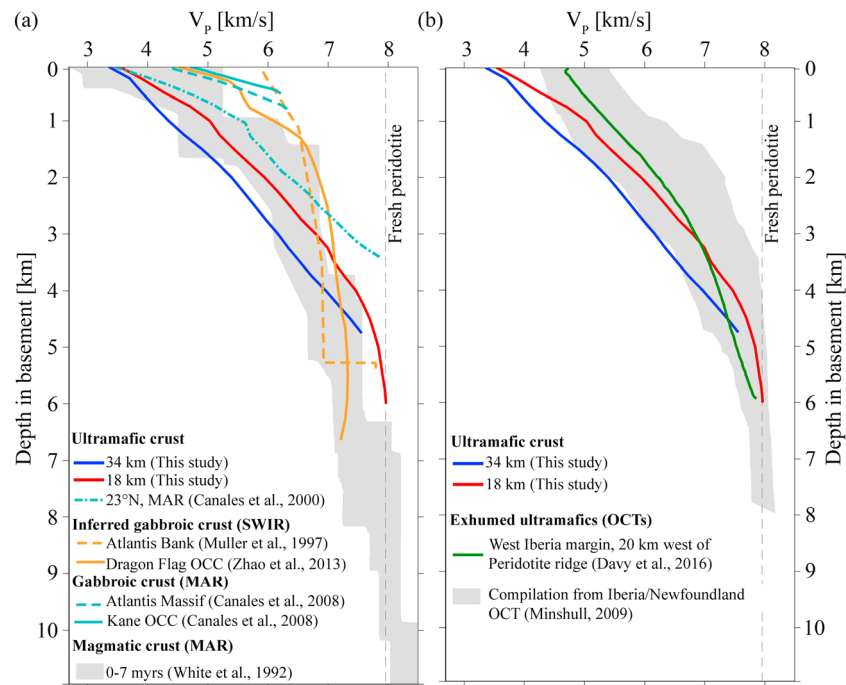 (a)
V_P [km/s]
3 4 5 6 7 8
0
1
2
3
4
5
6
7
8
9
10
Depth in basement [km]
Fresh peridotite
Ultramafic crust
34 km (This study)
18 km (This study)
23°N, MAR (Canales et al., 2000)
Inferred gabbroic crust (SWIR)
Atlantis Bank (Muller et al., 1997)
Dragon Flag OCC (Zhao et al., 2013)
Gabbroic crust (MAR)
Atlantis Massif (Canales et al., 2008)
Kane OCC (Canales et al., 2008)
Magmatic crust (MAR)
0-7 myrs (White et al., 1992)
(b)
V_P [km/s]
3 4 5 6 7 8
0
1
2
3
4
5
6
7
8
9
10
Depth in basement [km]
Fresh peridotite
Ultramafic crust
34 km (This study)
18 km (This study)
Exhumed ultramafics (OCTs)
West Iberia margin, 20 km west of
Peridotite ridge (Davy et al., 2016)
Compilation from Iberia/Newfoundland
OCT (Minshull, 2009)